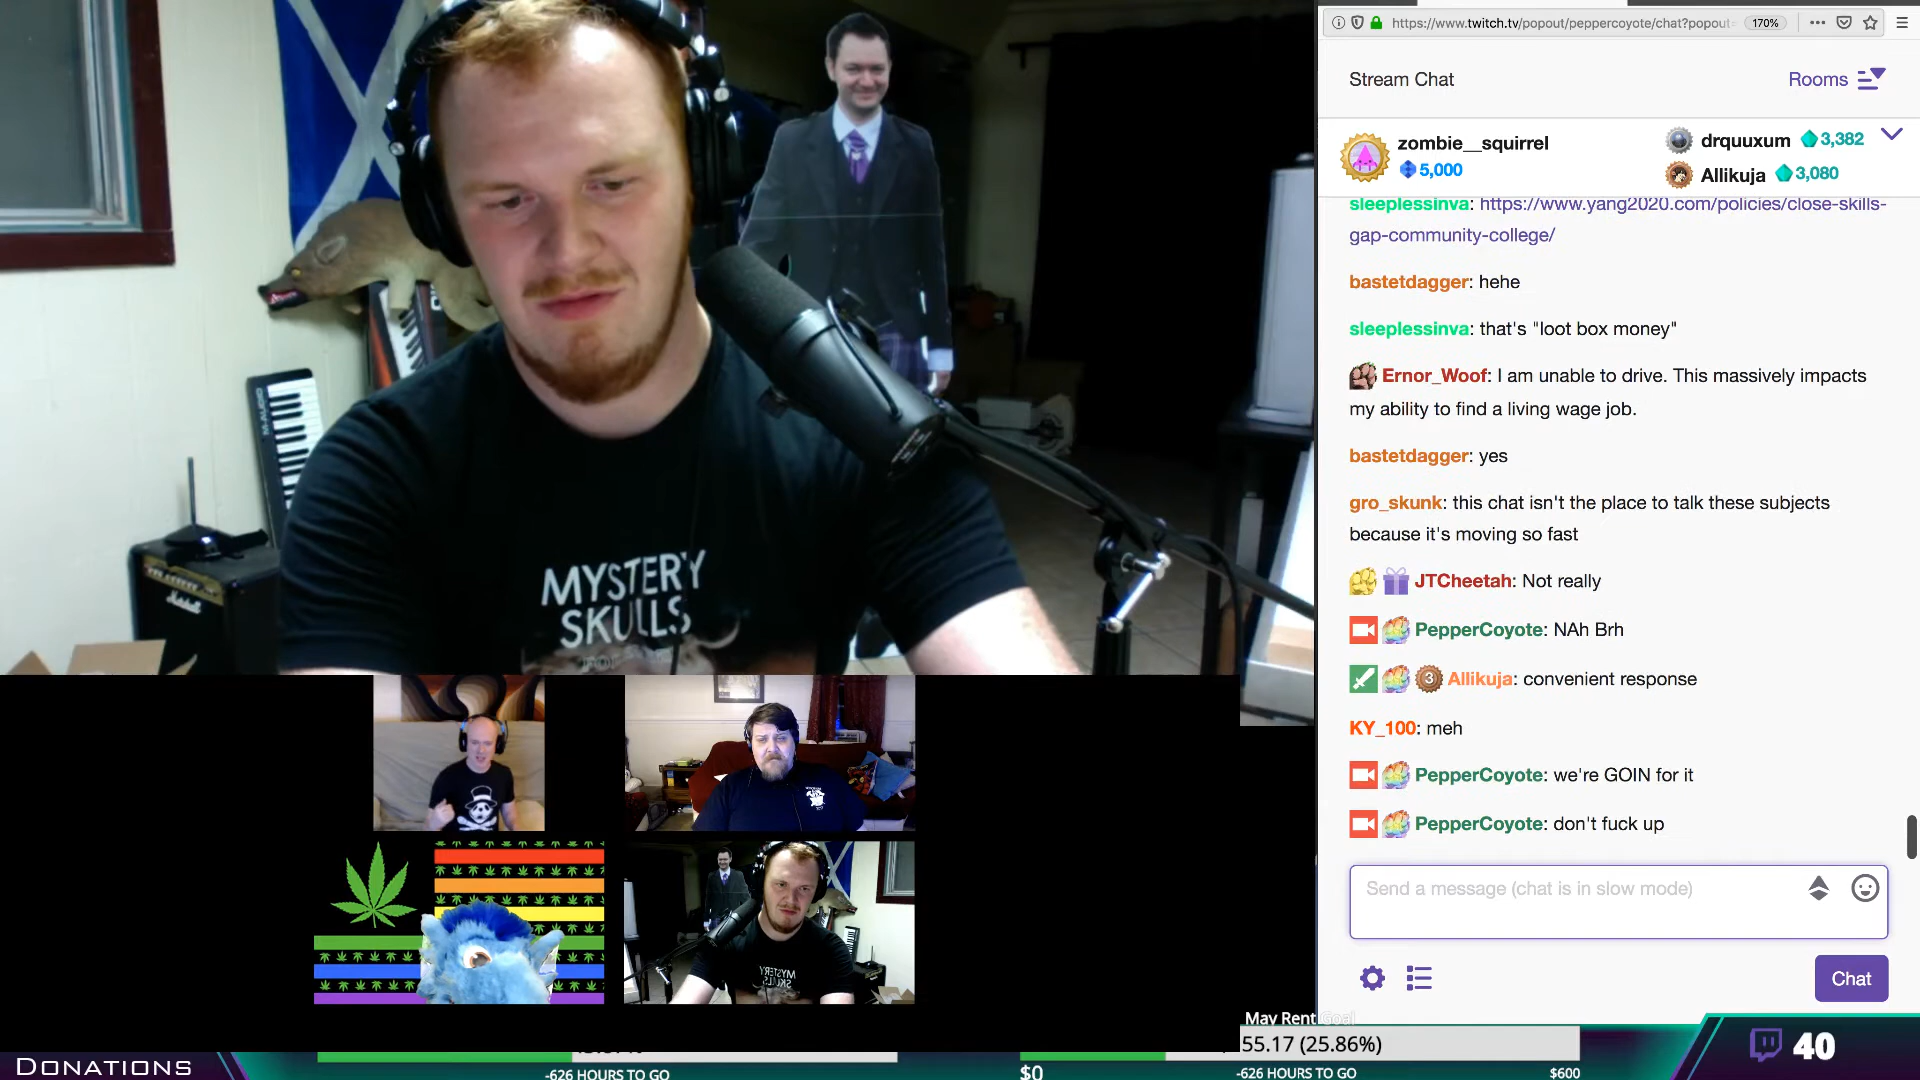 https://www.twitch.tv/popout/peppercoyote/chat?popout=
170%
Stream Chat
Rooms
zombie__squirrel
5,000
drquuxum 3,382
Allikuja 3,080
sleeplessinva: https://www.yang2020.com/policies/close-skills-
gap-community-college/
bastetdagger: hehe
sleeplessinva: that's "loot box money"
Ernor_Woof: I am unable to drive. This massively impacts
my ability to find a living wage job.
bastetdagger: yes
gro_skunk: this chat isn't the place to talk these subjects
because it's moving so fast
JTCheetah: Not really
PepperCoyote: NAh Brh
3 Allikuja: convenient response
KY_100: meh
PepperCoyote: we're GOIN for it
PepperCoyote: don't fuck up
Send a message (chat is in slow mode)
Chat
M-AUDIO
Marshall
MYSTERY
SKULLS
MYSTERY
SKULLS
May Rent Goal
55.17 (25.86%)
DONATIONS
-626 HOURS TO GO
$0
-626 HOURS TO GO
$600
40